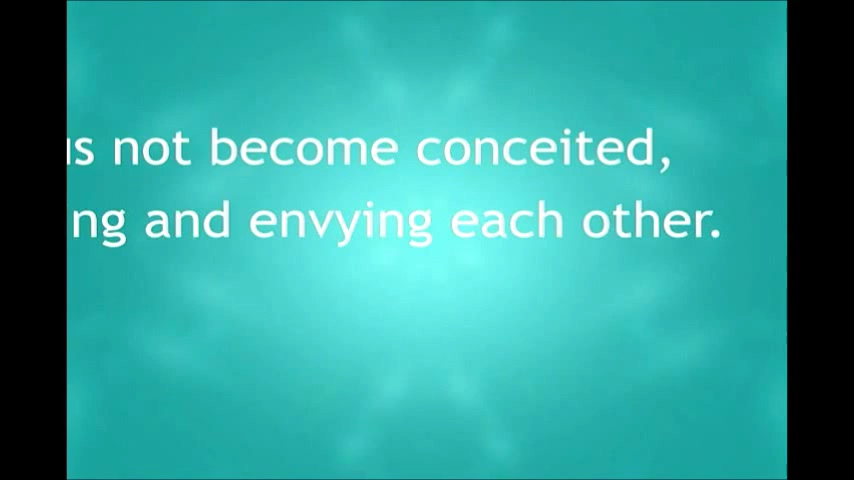 us not become conceited,
ng and envying each other.